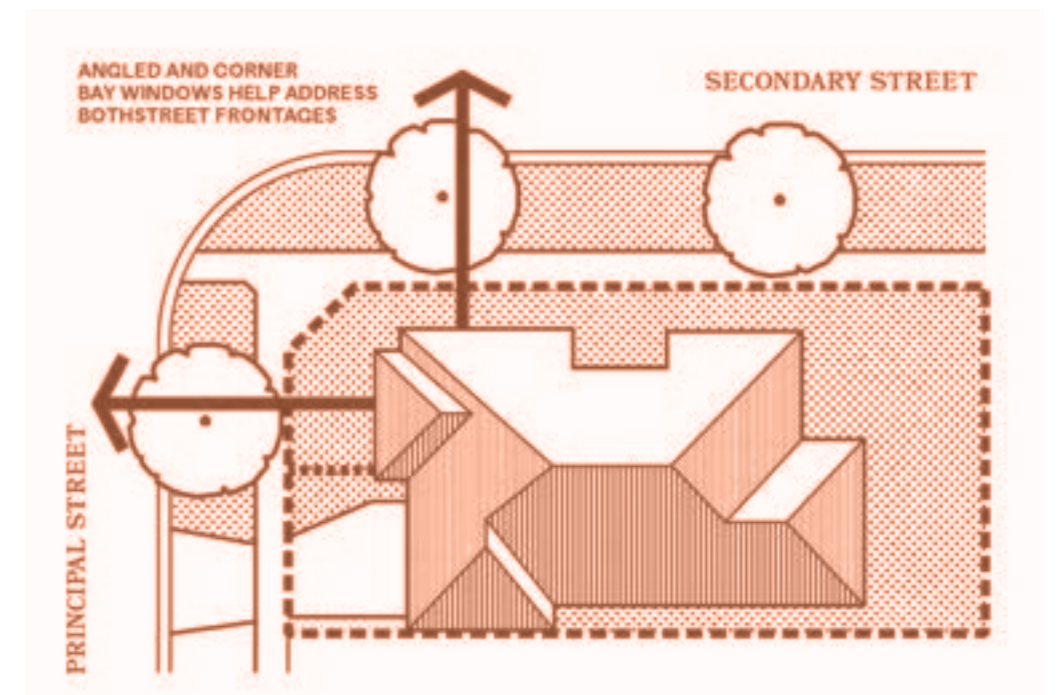 ANGLED AND CORNER
BAY WINDOWS HELP ADDRESS
BOTHSTREET FRONTAGES
SECONDARY STREET
PRINCIPAL STREET